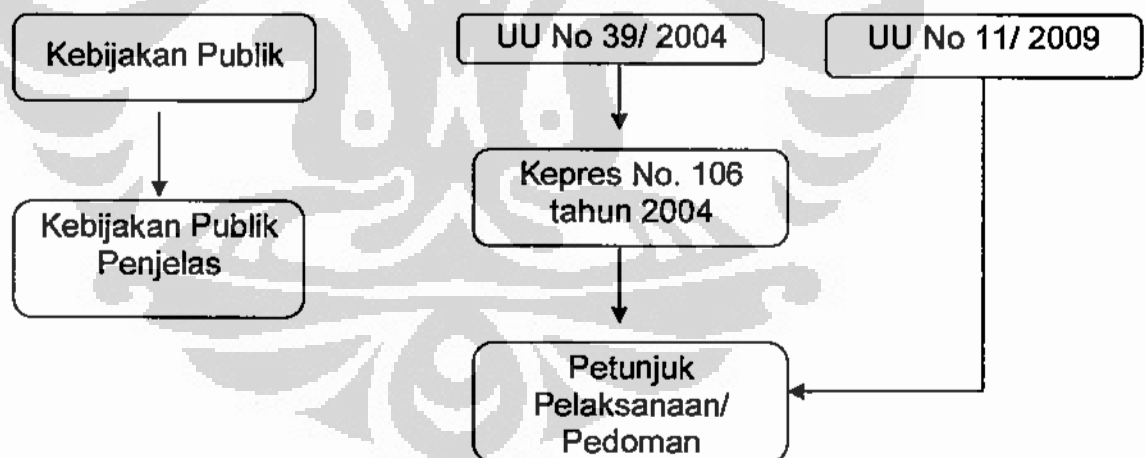 Kebijakan Publik
UU No 39/ 2004
UU No 11/ 2009
Kepres No. 106
tahun 2004
Kebijakan Publik
Penjelas
Petunjuk
Pelaksanaan/
Pedoman